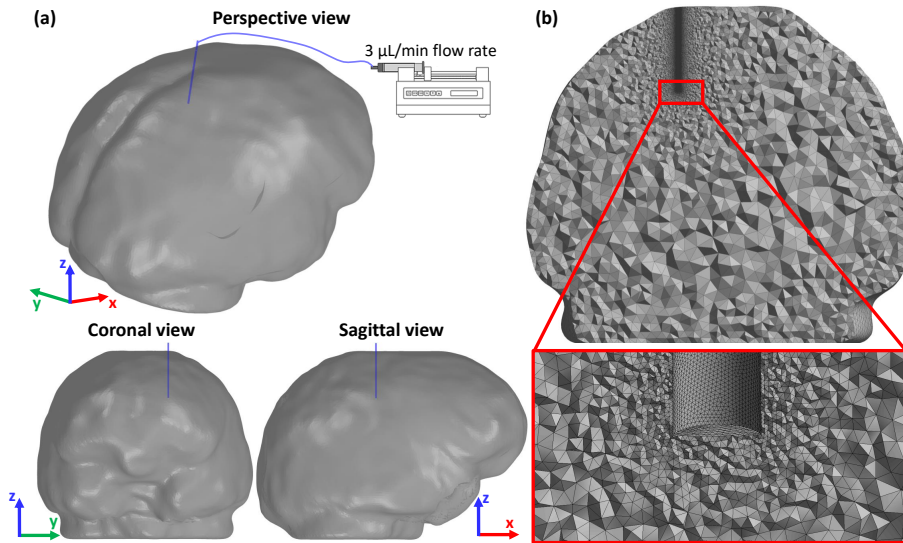 (a)
Perspective view
3 µL/min flow rate
z
y
x
Coronal view
Sagittal view
z
y
z
x
(b)